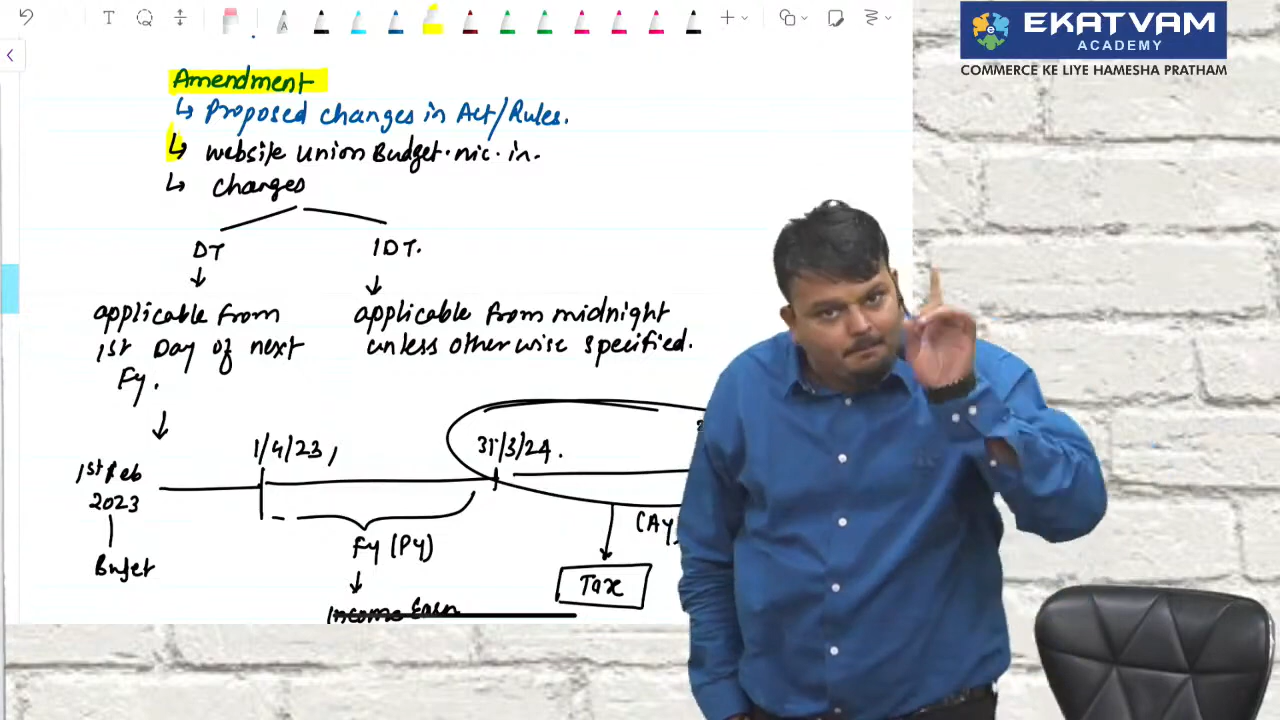 EKATVAM
ACADEMY
COMMERCE KE LIYE HAMESHA PRATHAM
Amendment
↳ Proposed changes in Act/Rules.
↳ website Union Budget.nic.in.
↳ changes
DT
IDT.
applicable from
1st Day of next
Fy.
applicable from midnight
unless otherwise specified.
1st Feb
2023
Budget
1/4/23,
31/3/24.
Fy (Py)
(Ay
Tax
Income Earn